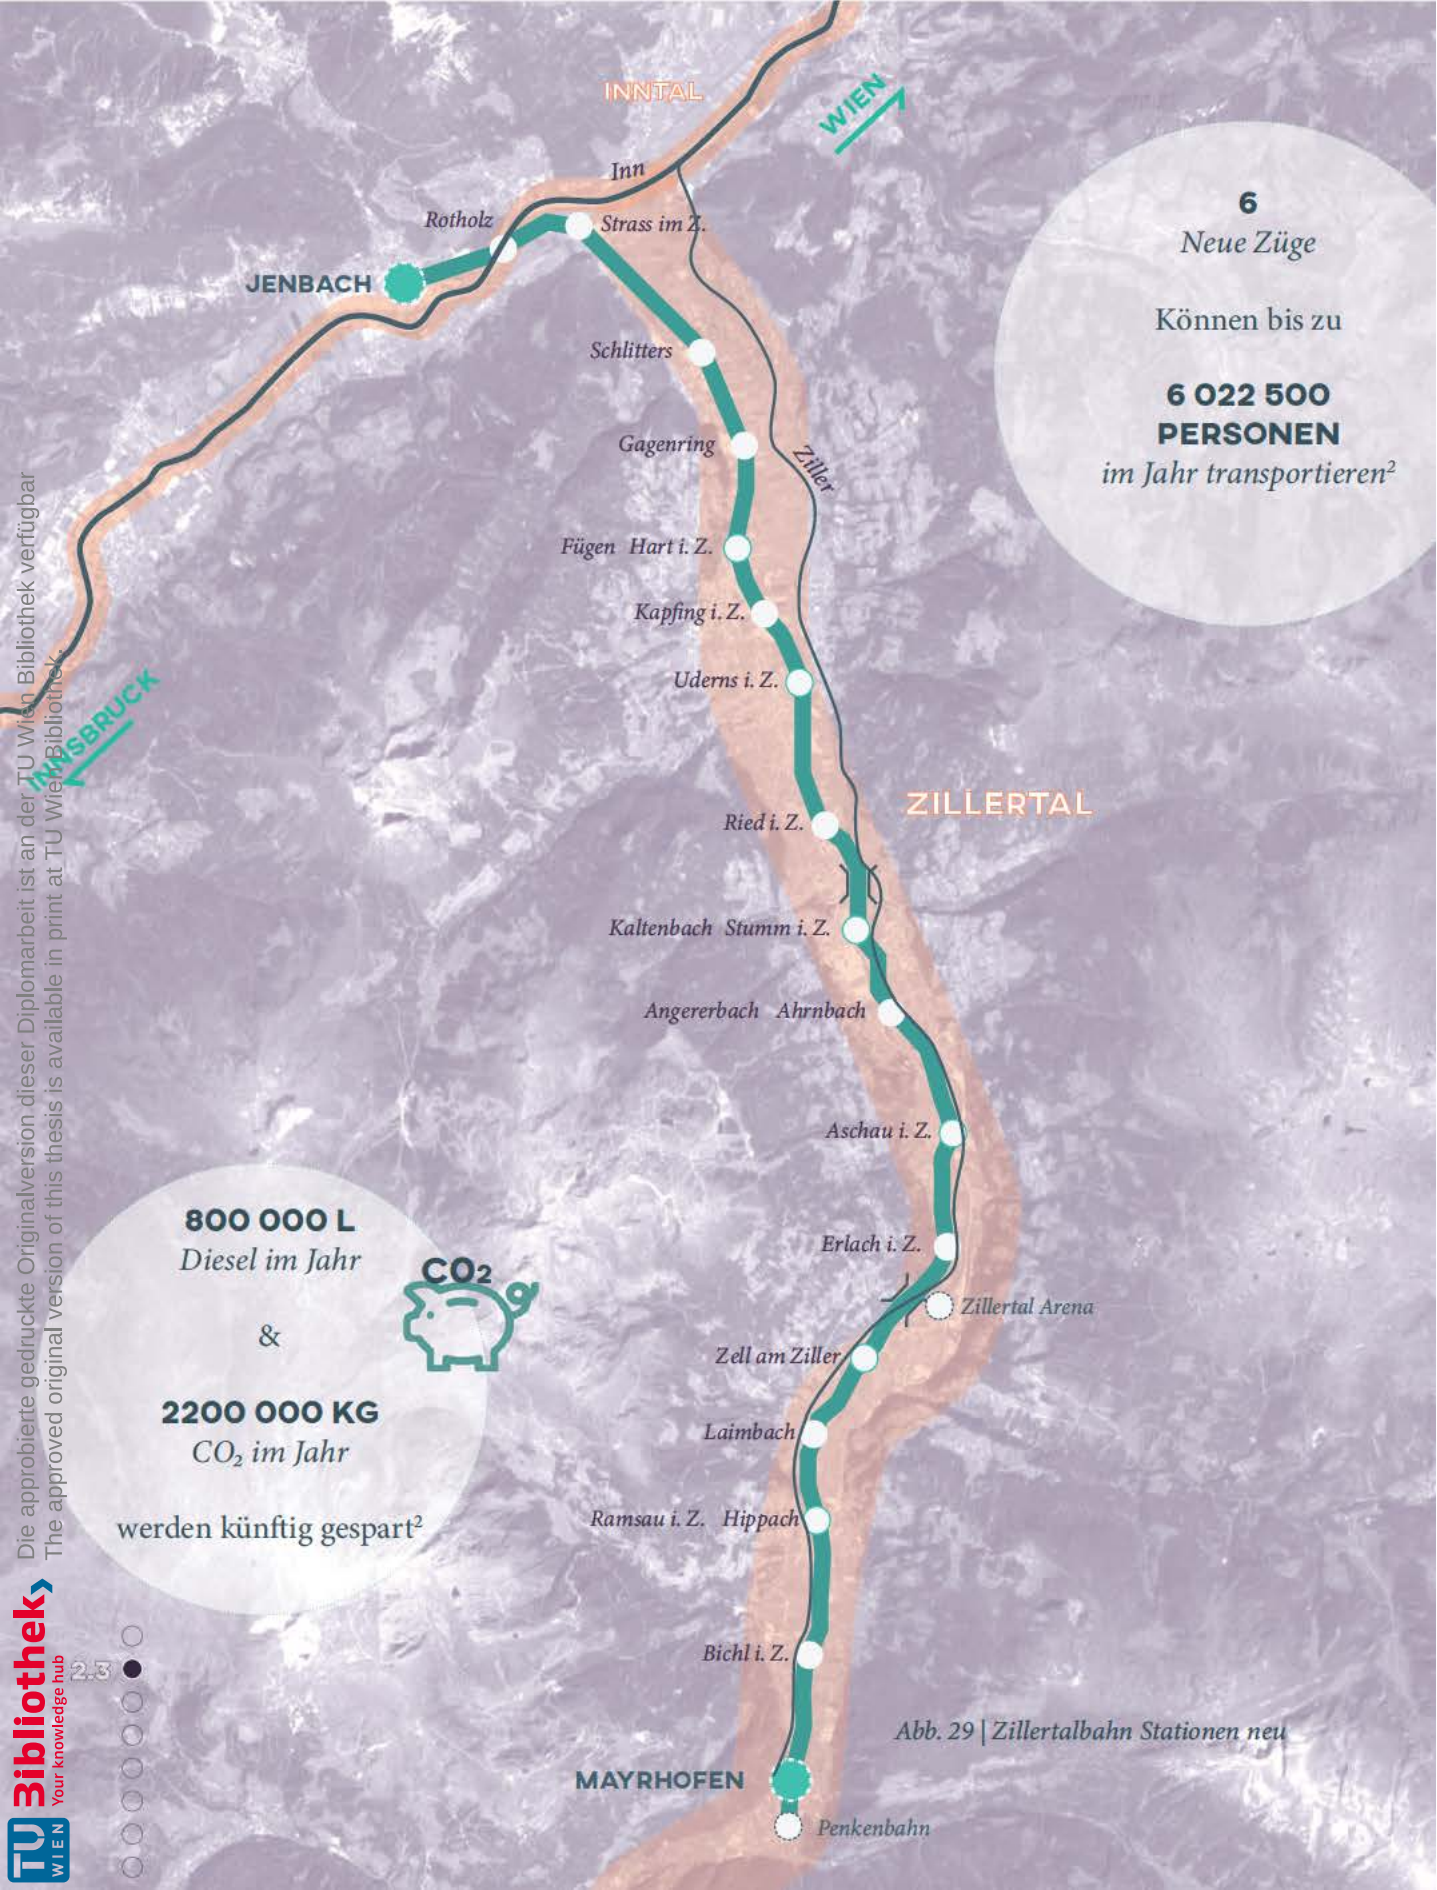 INNTAL
WIEN
Inn
Rotholz
Strass im Z.
JENBACH
6
Neue Züge
Können bis zu
6 022 500
PERSONEN
im Jahr transportieren²
Schlitters
Gagenring
Ziller
Fügen Hart i. Z.
Kapfing i. Z.
Uderns i. Z.
INNSBRUCK
ZILLERTAL
Ried i. Z.
Kaltenbach Stumm i. Z.
Angererbach Ahrnbach
Aschau i. Z.
Erlach i. Z.
Zillertal Arena
Zell am Ziller
Laimbach
Ramsau i. Z. Hippach
Bichl i. Z.
MAYRHOFEN
Penkenbahn
800 000 L
Diesel im Jahr
&
2200 000 KG
CO₂ im Jahr
werden künftig gespart²
CO2
Abb. 29 | Zillertalbahn Stationen neu
2.3
Die approbierte gedruckte Originalversion dieser Diplomarbeit ist an der TU Wien Bibliothek verfügbar
The approved original version of this thesis is available in print at TU Wien Bibliothek.
TU WIEN
Bibliothek
Your knowledge hub